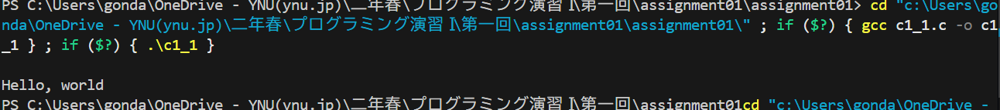 PS C:\Users\gonda\OneDrive - YNU(ynu.jp)\二年春\プログラミング演習 I\第一回\assignment01\assignment01> cd "c:\Users\go
nda\OneDrive - YNU(ynu.jp)\二年春\プログラミング演習 I\第一回\assignment01\assignment01\" ; if ($?) { gcc c1_1.c -o c1
_1 } ; if ($?) { .\c1_1 }
Hello, world
PS C:\Users\gonda\OneDrive - YNU(ynu.jp)\二年春\プログラミング演習 I\第一回\assignment01cd "c:\Users\gonda\OneDrive -